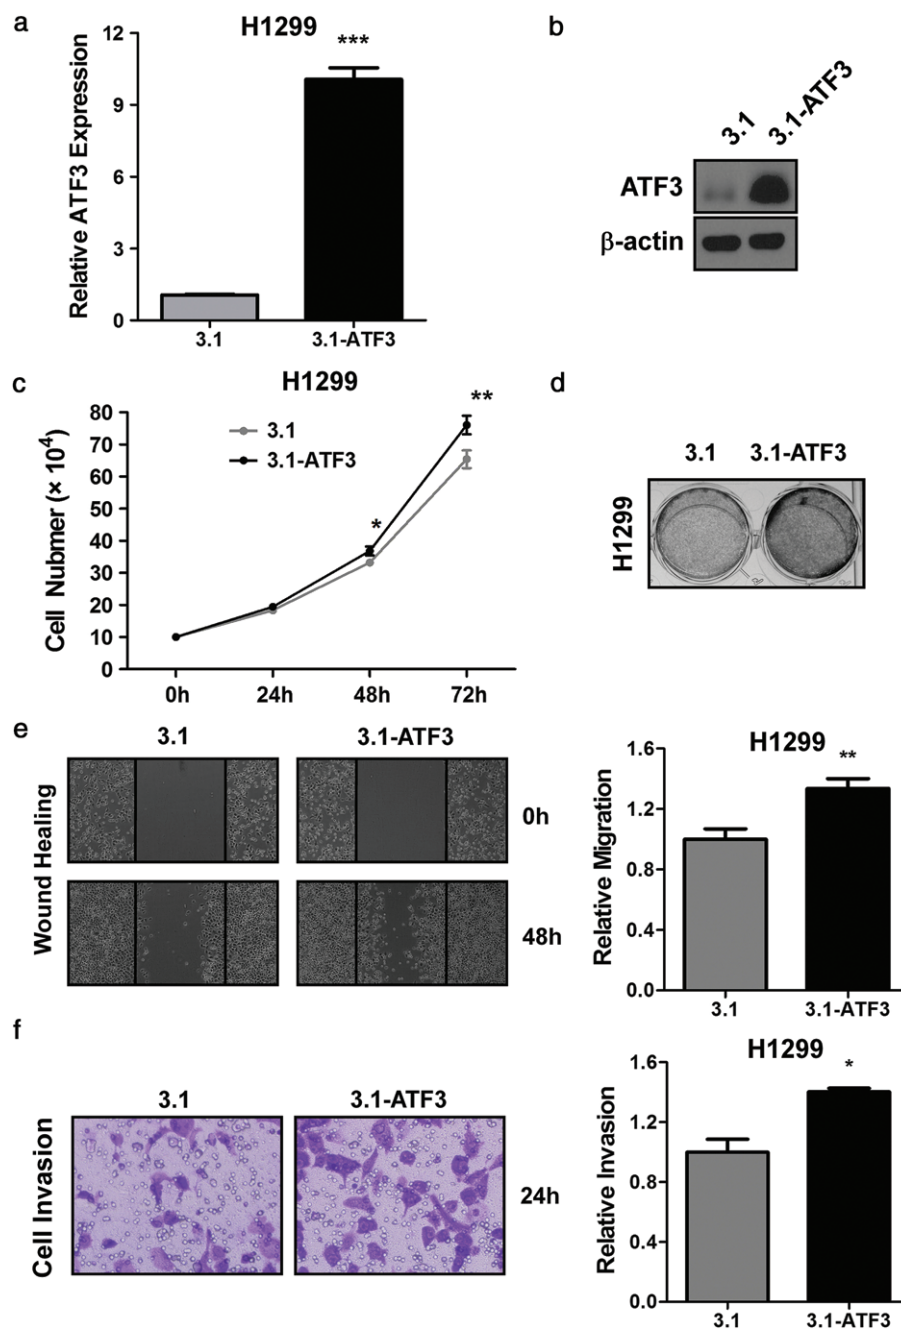 a
H1299
Relative ATF3 Expression
12
9
6
3
0
***
3.1
3.1-ATF3
b
3.1
3.1-ATF3
ATF3
β-actin
c
H1299
Cell Nubmer (× 10⁴)
80
70
60
50
40
30
20
10
0
3.1
3.1-ATF3
*
**
0h
24h
48h
72h
d
3.1
3.1-ATF3
H1299
e
3.1
3.1-ATF3
Wound Healing
0h
48h
H1299
Relative Migration
1.6
1.2
0.8
0.4
0.0
**
3.1
3.1-ATF3
f
3.1
3.1-ATF3
Cell Invasion
24h
H1299
Relative Invasion
1.6
1.2
0.8
0.4
0.0
*
3.1
3.1-ATF3